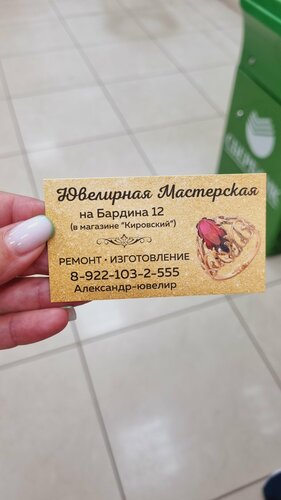 Ювелирная Мастерская
на Бардина 12
(в магазине "Кировский")
РЕМОНТ • ИЗГОТОВЛЕНИЕ
8-922-103-2-555
Александр-ювелир